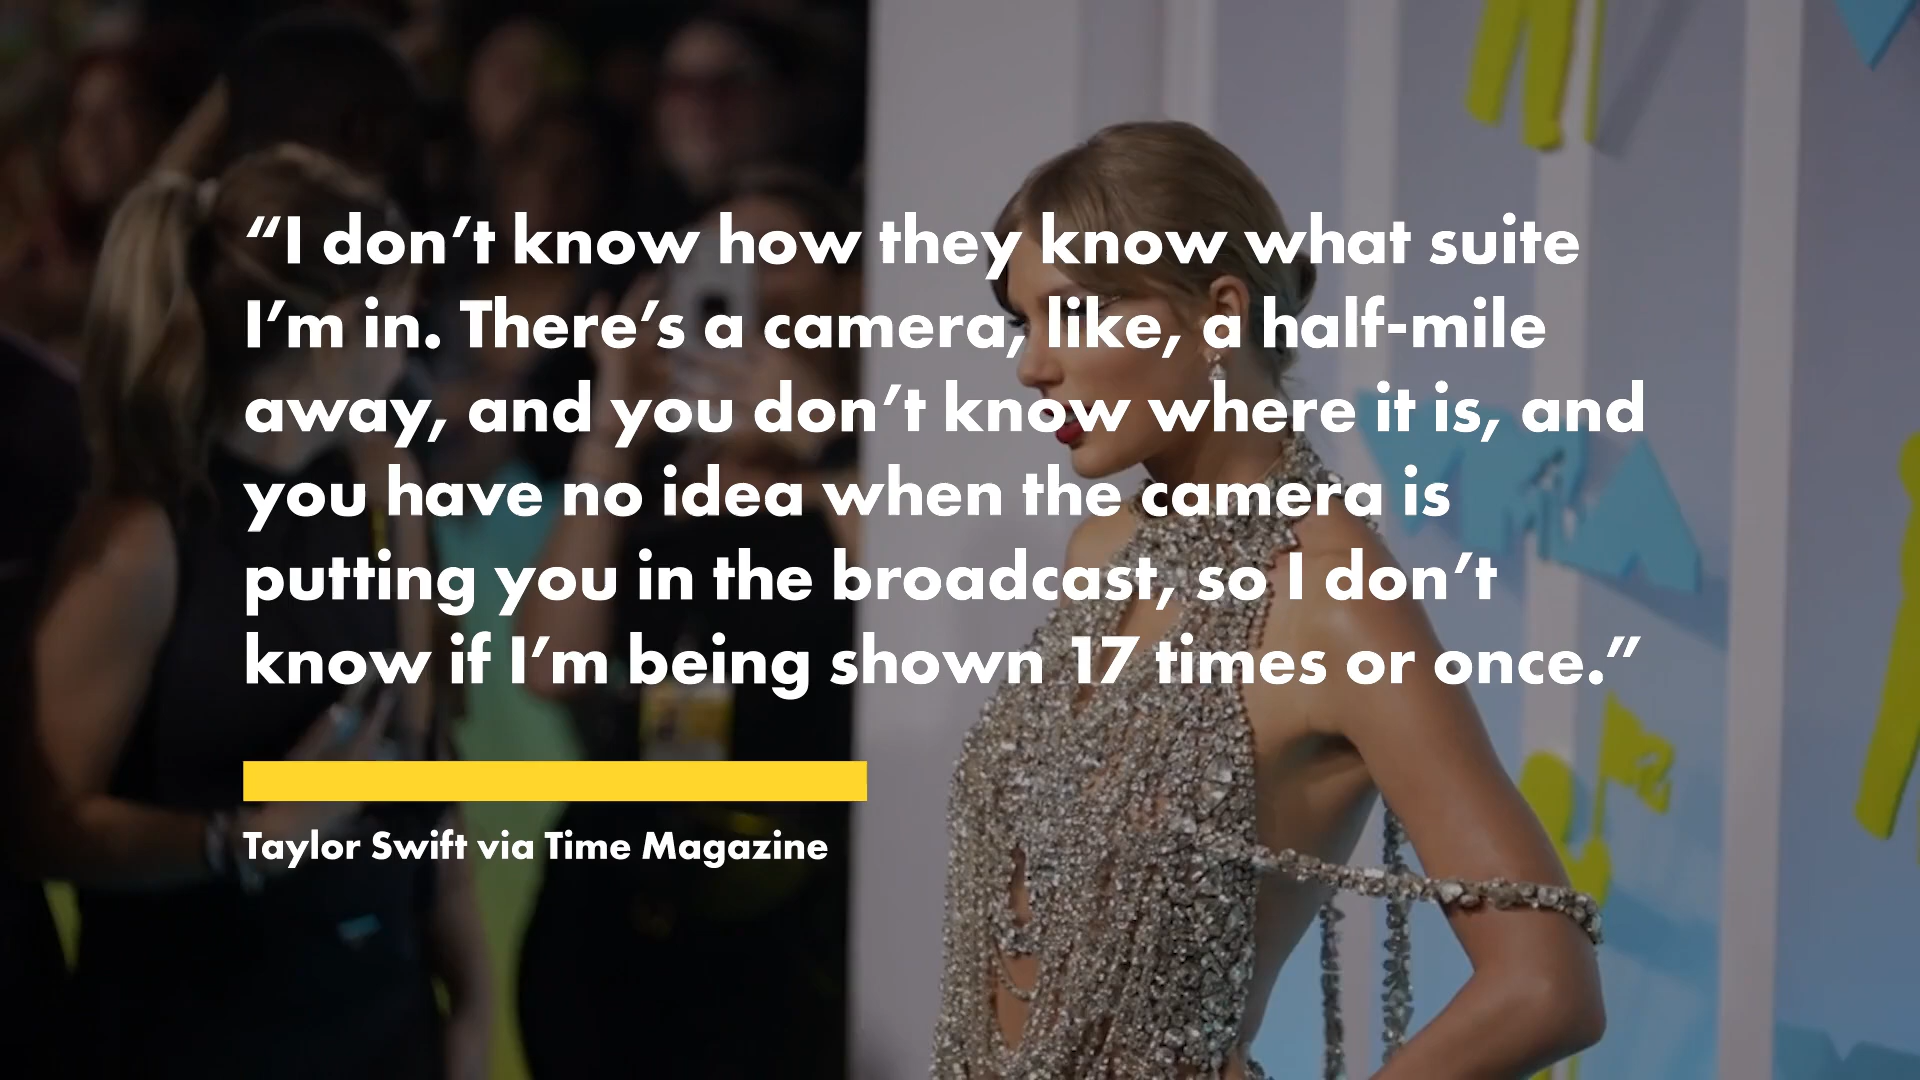 “I don’t know how they know what suite
I’m in. There’s a camera, like, a half-mile
away, and you don’t know where it is, and
you have no idea when the camera is
putting you in the broadcast, so I don’t
know if I’m being shown 17 times or once.”
Taylor Swift via Time Magazine